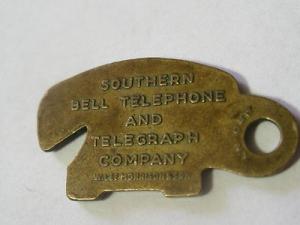 SOUTHERN
BELL TELEPHONE
AND
TELEGRAPH
COMPANY